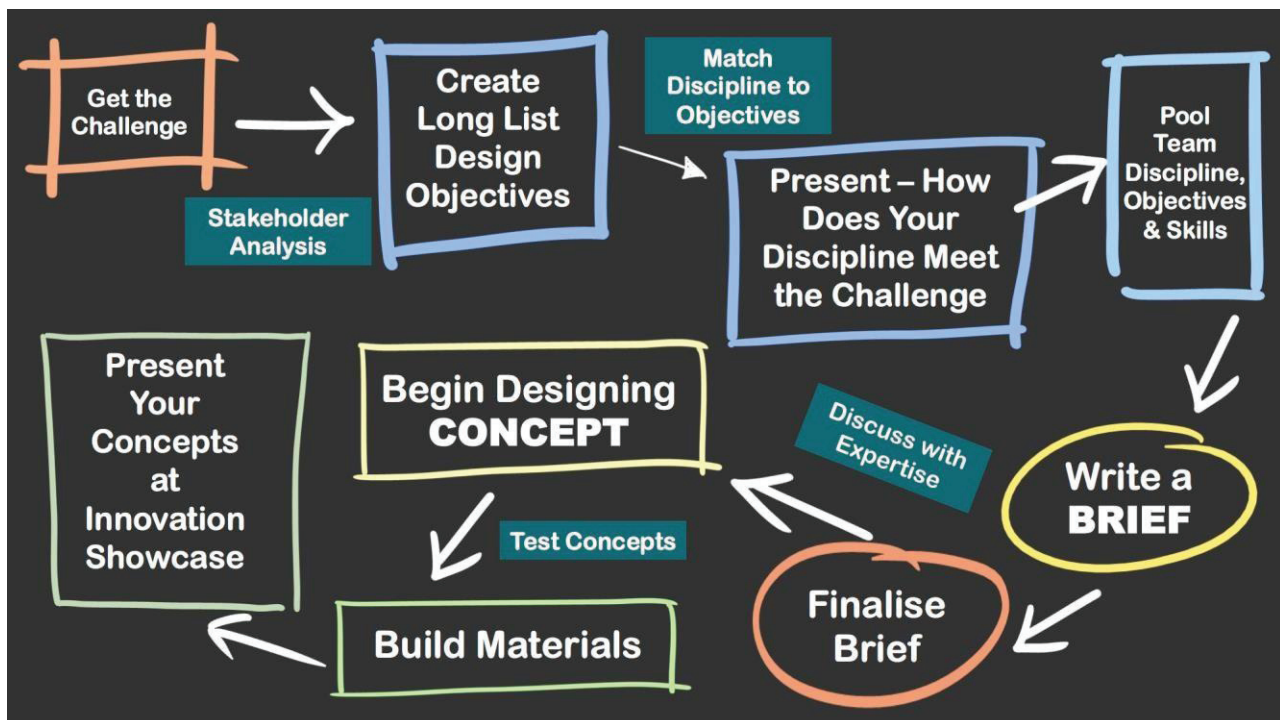 Get the
Challenge
Stakeholder
Analysis
Create
Long List
Design
Objectives
Match
Discipline to
Objectives
Present – How
Does Your
Discipline Meet
the Challenge
Pool
Team
Discipline,
Objectives
& Skills
Write a
BRIEF
Discuss with
Expertise
Finalise
Brief
Begin Designing
CONCEPT
Test Concepts
Build Materials
Present
Your
Concepts
at
Innovation
Showcase